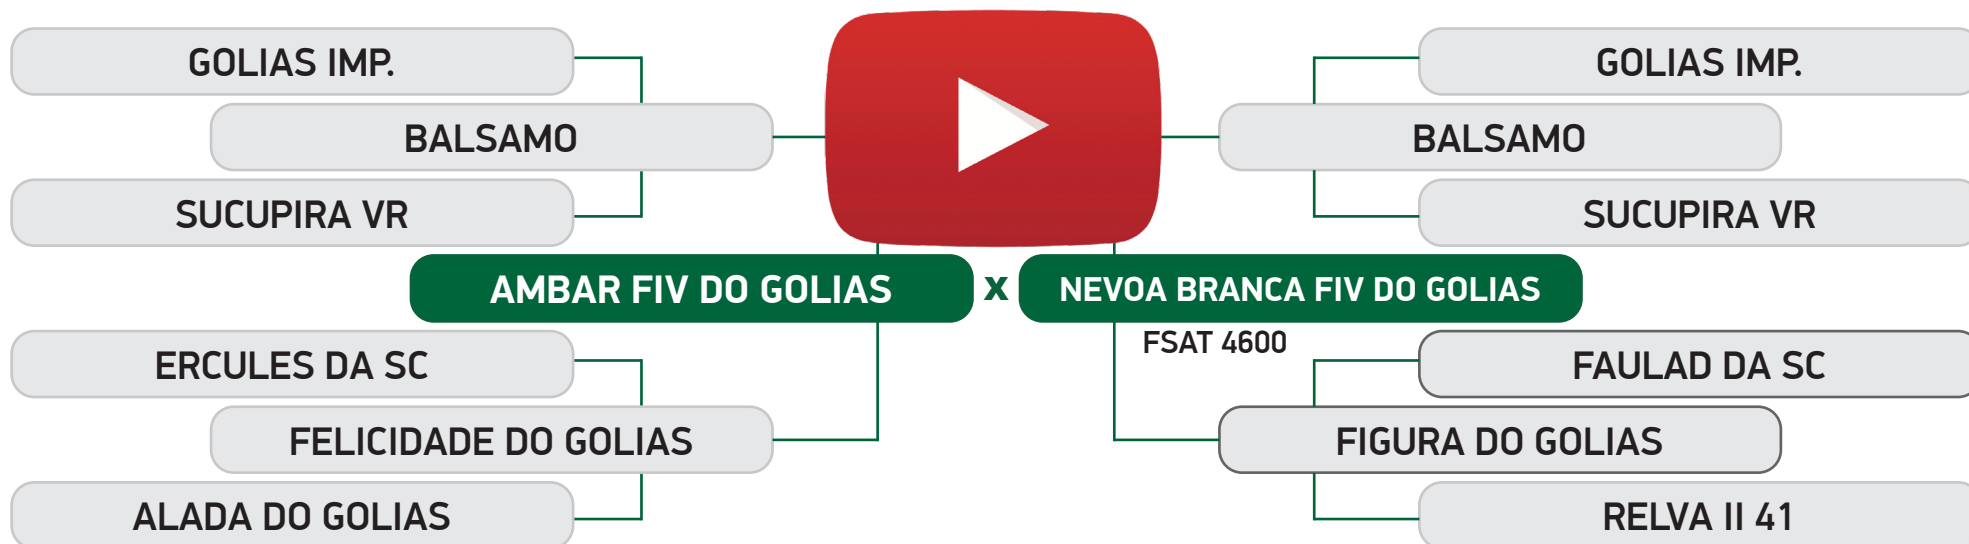 GOLIAS IMP.
BALSAMO
SUCUPIRA VR
GOLIAS IMP.
BALSAMO
SUCUPIRA VR
AMBAR FIV DO GOLIAS X NEVOA BRANCA FIV DO GOLIAS
FSAT 4600
ERCULES DA SC
FELICIDADE DO GOLIAS
ALADA DO GOLIAS
FAULAD DA SC
FIGURA DO GOLIAS
RELVA II 41